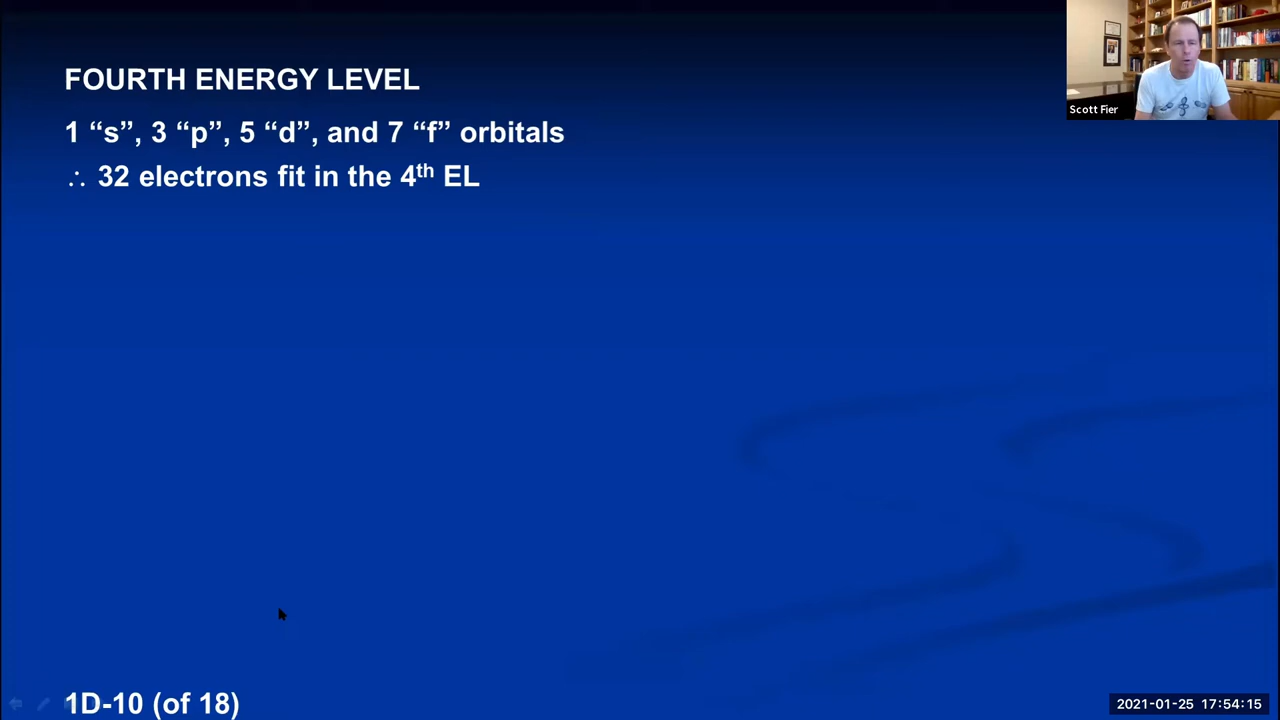 FOURTH ENERGY LEVEL
1 “s”, 3 “p”, 5 “d”, and 7 “f” orbitals
∴ 32 electrons fit in the 4th EL
Scott Fier
1D-10 (of 18)
2021-01-25 17:54:15